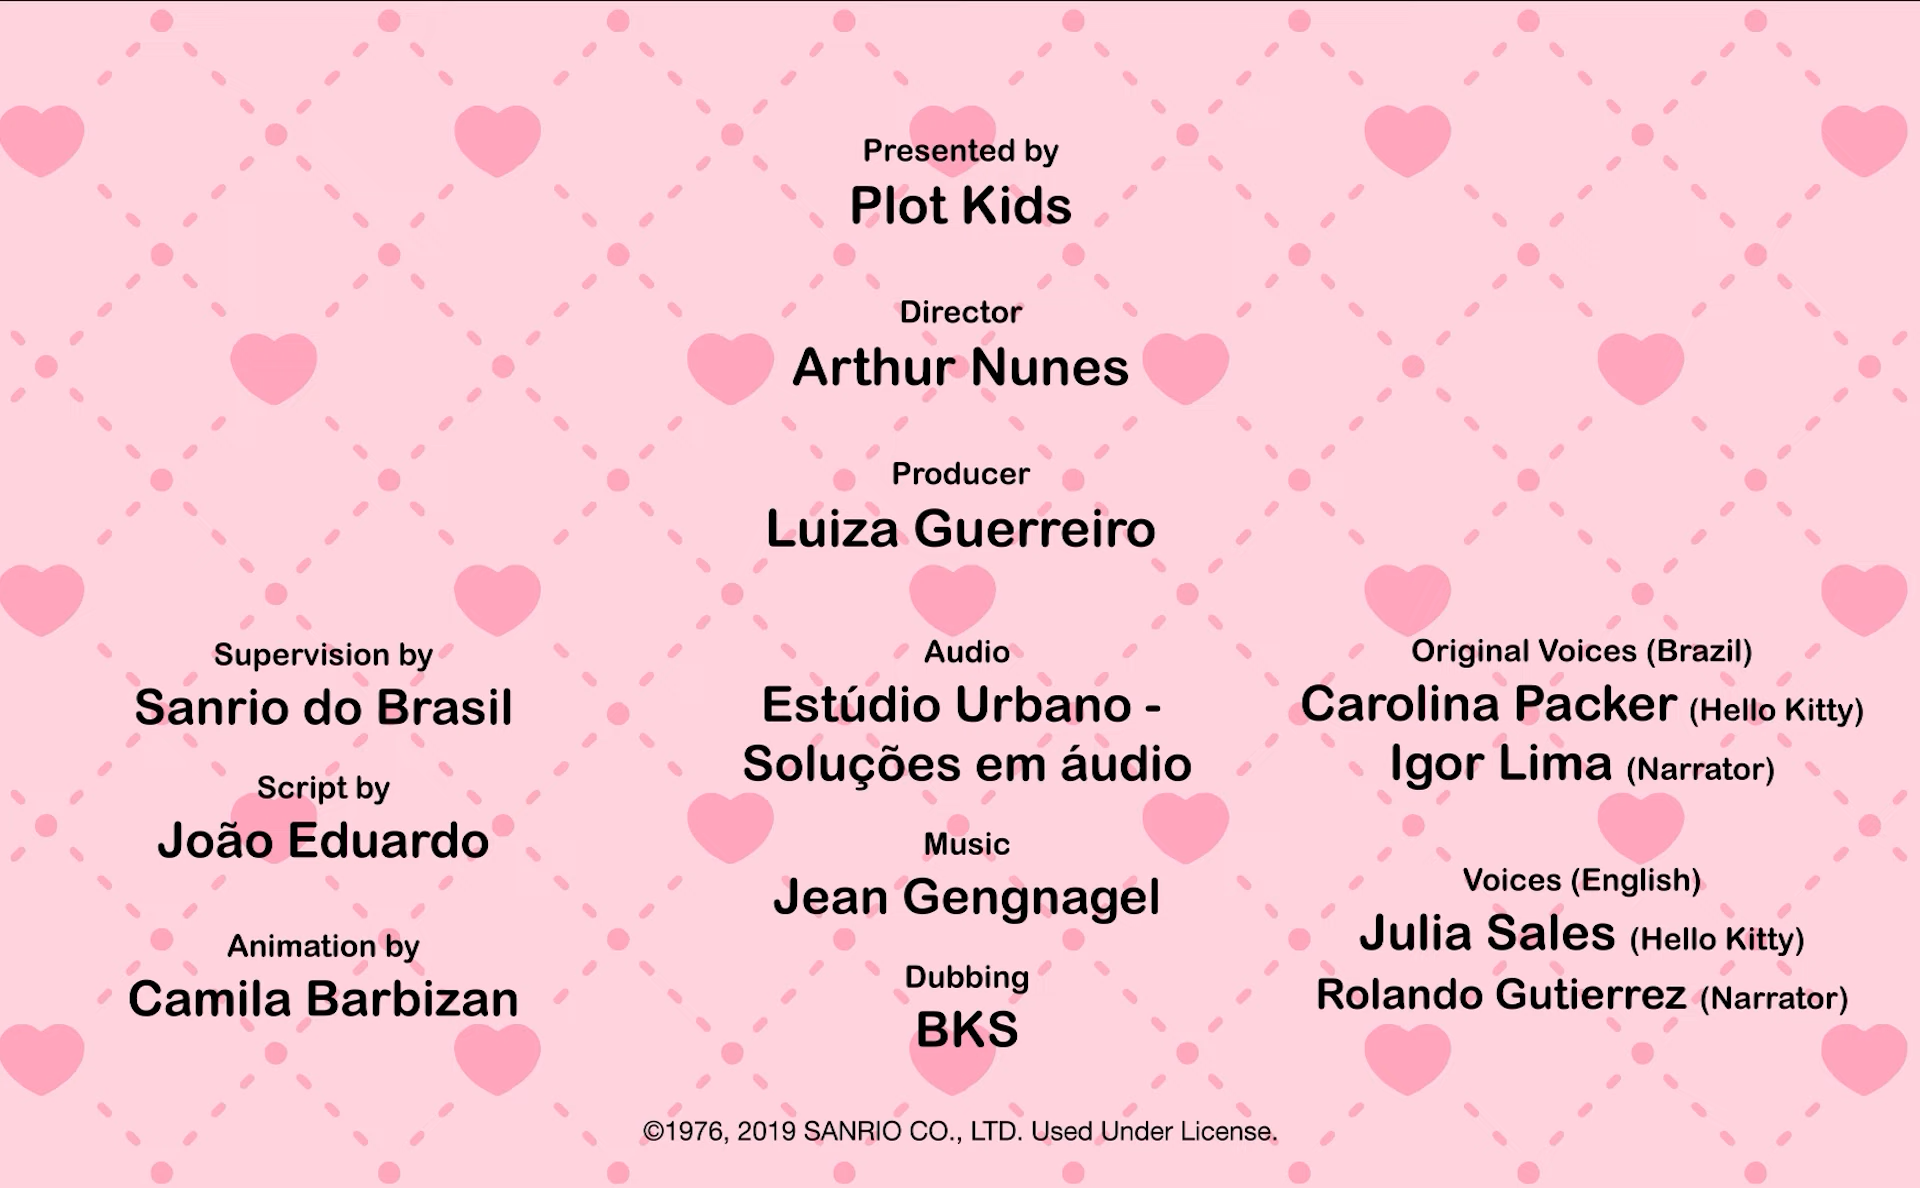 Presented by
Plot Kids
Director
Arthur Nunes
Producer
Luiza Guerreiro
Supervision by
Sanrio do Brasil
Script by
João Eduardo
Animation by
Camila Barbizan
Audio
Estúdio Urbano -
Soluções em áudio
Music
Jean Gengnagel
Dubbing
BKS
Original Voices (Brazil)
Carolina Packer (Hello Kitty)
Igor Lima (Narrator)
Voices (English)
Julia Sales (Hello Kitty)
Rolando Gutierrez (Narrator)
©1976, 2019 SANRIO CO., LTD. Used Under License.